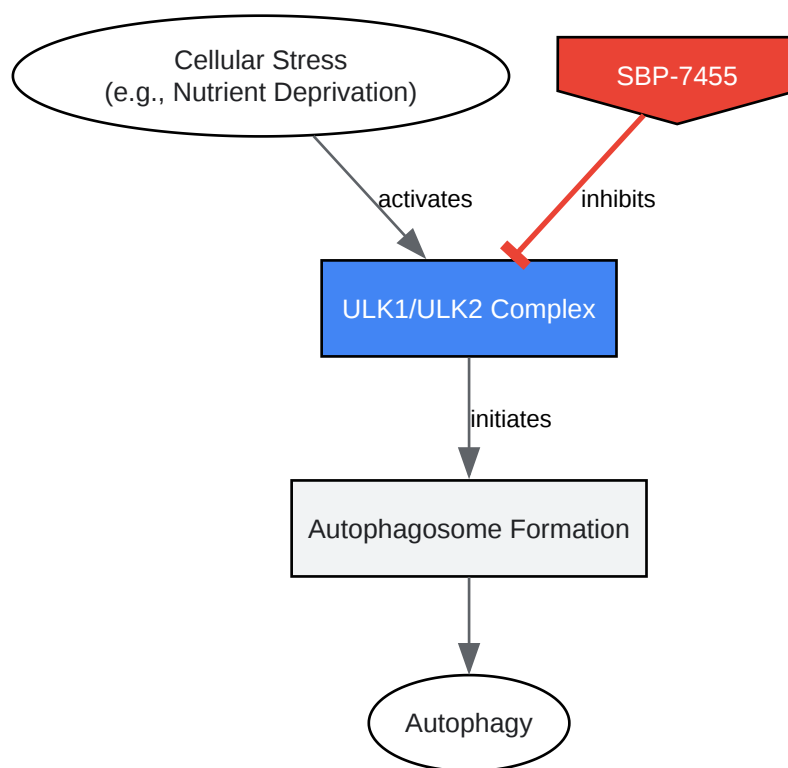 Cellular Stress
(e.g., Nutrient Deprivation)
SBP-7455
activates
inhibits
ULK1/ULK2 Complex
initiates
Autophagosome Formation
Autophagy